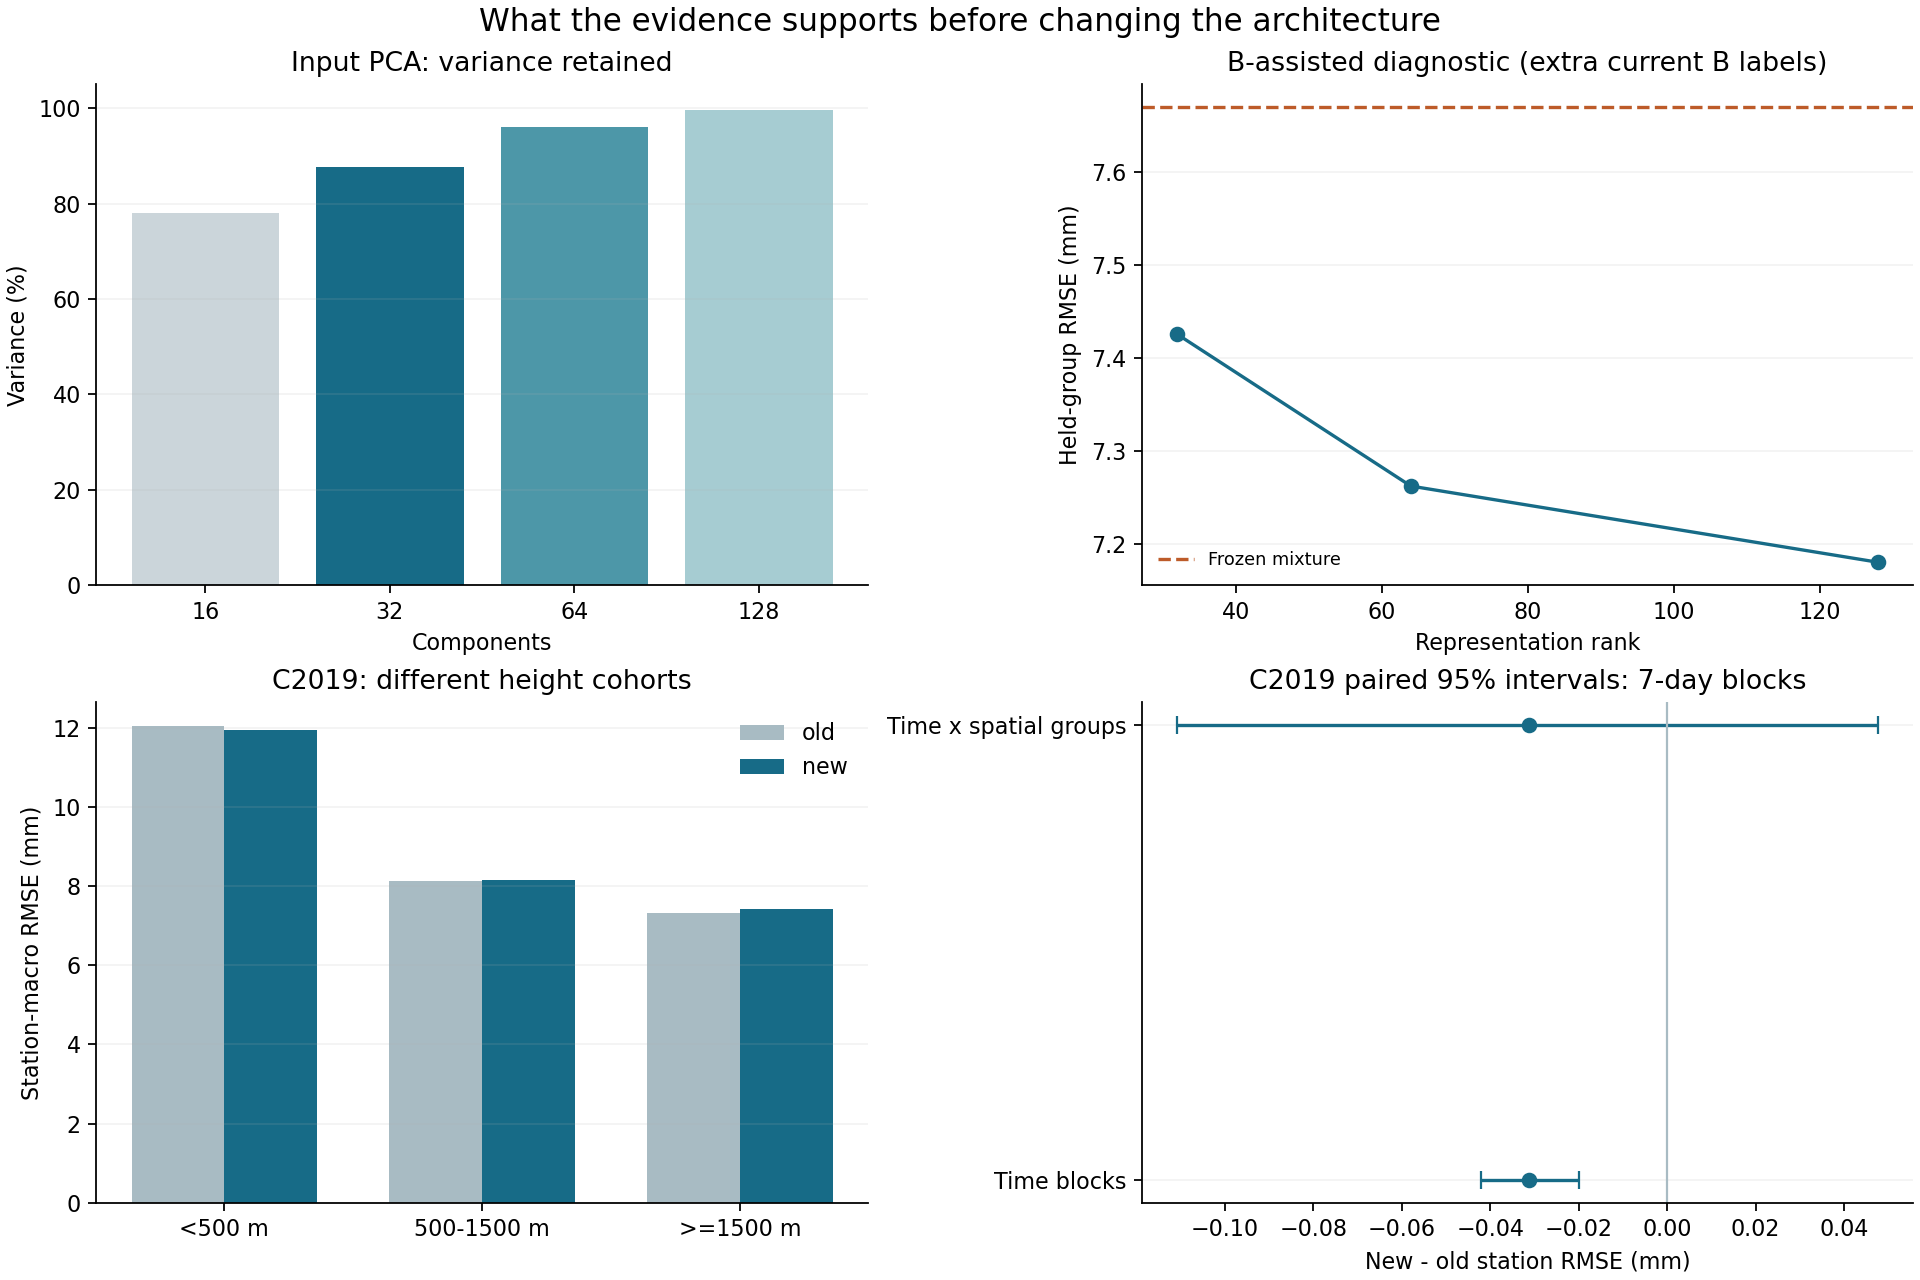 What the evidence supports before changing the architecture
Input PCA: variance retained
Variance (%)
100
80
60
40
20
0
16
32
64
128
Components
B-assisted diagnostic (extra current B labels)
Held-group RMSE (mm)
7.6
7.5
7.4
7.3
7.2
Frozen mixture
40
60
80
100
120
Representation rank
C2019: different height cohorts
Station-macro RMSE (mm)
12
10
8
6
4
2
0
old
new
<500 m
500-1500 m
>=1500 m
C2019 paired 95% intervals: 7-day blocks
Time x spatial groups
Time blocks
−0.10
−0.08
−0.06
−0.04
−0.02
0.00
0.02
0.04
New - old station RMSE (mm)